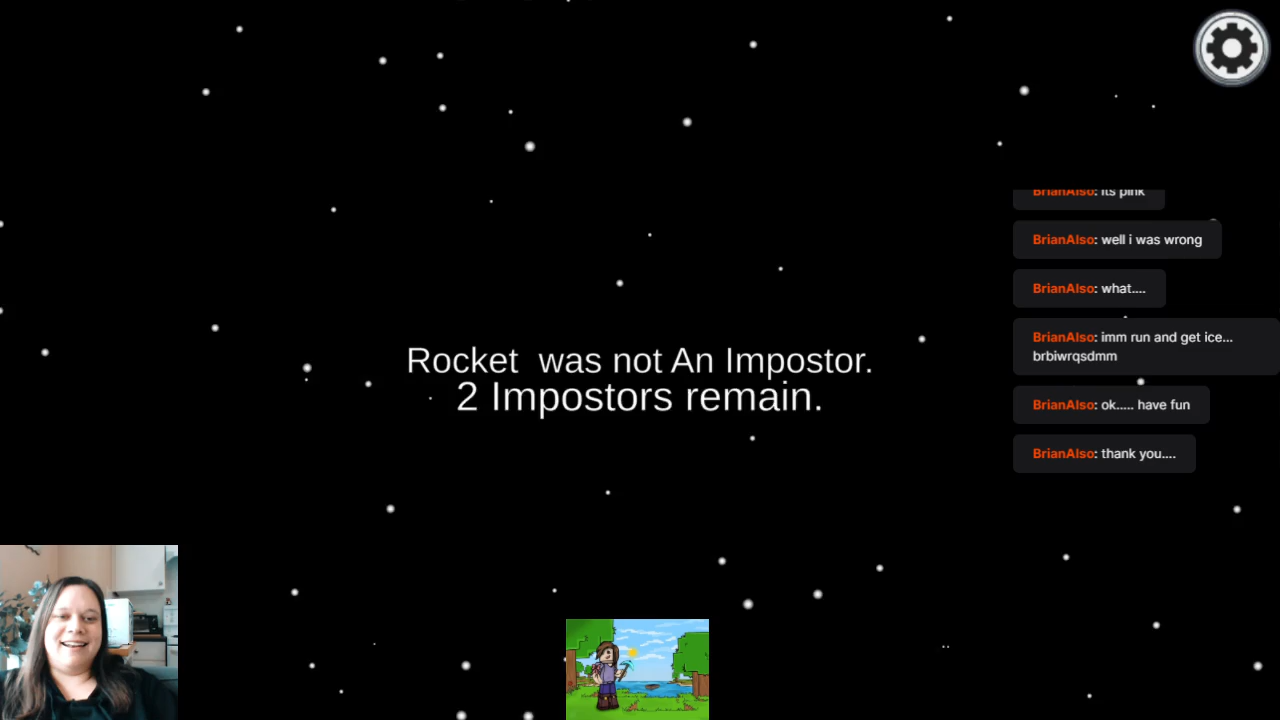 Rocket  was not An Impostor.
2 Impostors remain.
BrianAlso: its pink
BrianAlso: well i was wrong
BrianAlso: what....
BrianAlso: imm run and get ice...
brbiwrqsdmm
BrianAlso: ok..... have fun
BrianAlso: thank you....